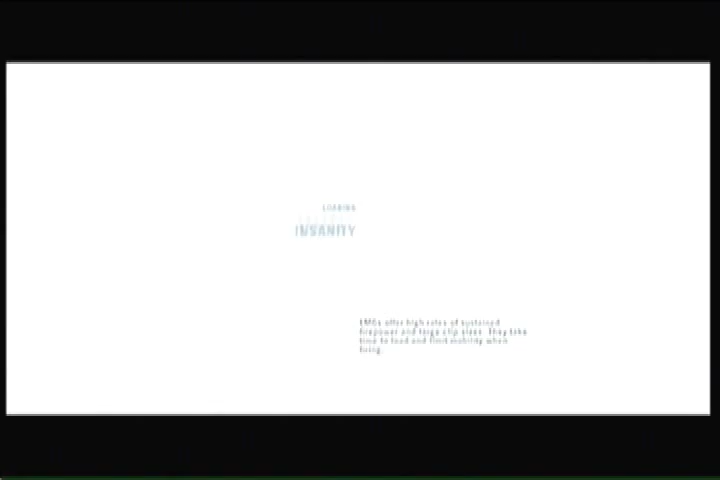 LOADING
INSANITY
LMGs offer high rates of sustained
firepower and large clip sizes. They take
time to load and limit mobility when
firing.